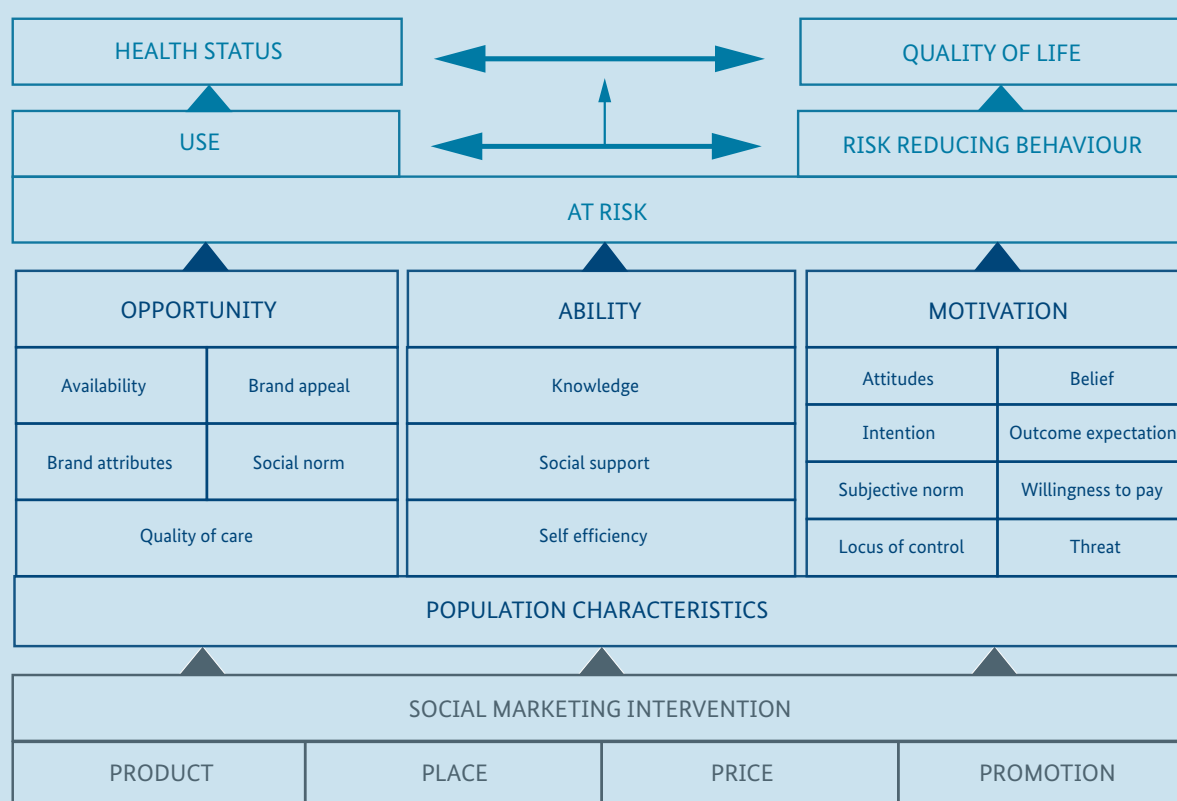 HEALTH STATUS
QUALITY OF LIFE
USE
RISK REDUCING BEHAVIOUR
AT RISK
OPPORTUNITY
ABILITY
MOTIVATION
Availability
Brand appeal
Knowledge
Attitudes
Belief
Intention
Outcome expectation
Brand attributes
Social norm
Social support
Subjective norm
Willingness to pay
Quality of care
Self efficiency
Locus of control
Threat
POPULATION CHARACTERISTICS
SOCIAL MARKETING INTERVENTION
PRODUCT
PLACE
PRICE
PROMOTION